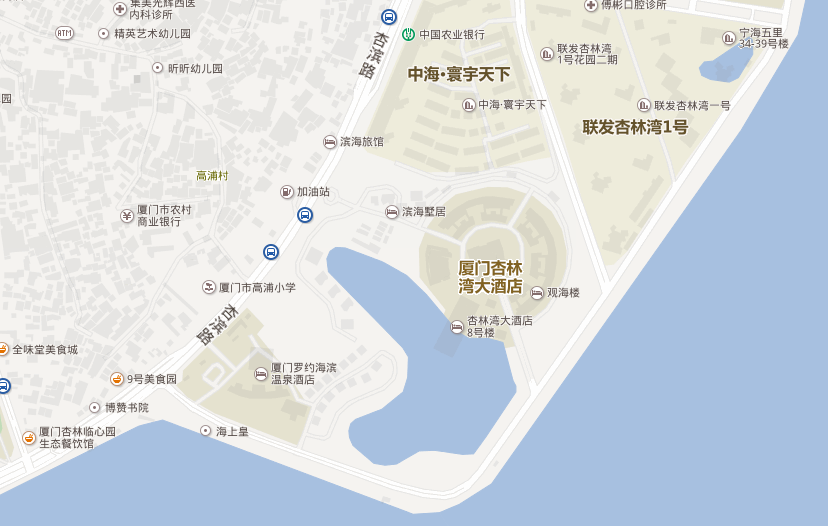 集美光辉西医
内科诊所
傅彬口腔诊所
ATM
精英艺术幼儿园
中国农业银行
宁海五里
34-39号楼
杏滨路
联发杏林湾
1号花园二期
昕昕幼儿园
中海·寰宇天下
园
中海·寰宇天下
联发杏林湾一号
联发杏林湾1号
滨海旅馆
高浦村
加油站
厦门市农村
商业银行
滨海墅居
厦门杏林
湾大酒店
厦门市高浦小学
观海楼
杏滨路
杏林湾大酒店
8号楼
全味堂美食城
厦门罗约海滨
温泉酒店
9号美食园
博赞书院
厦门杏林临心园
生态餐饮馆
海上皇